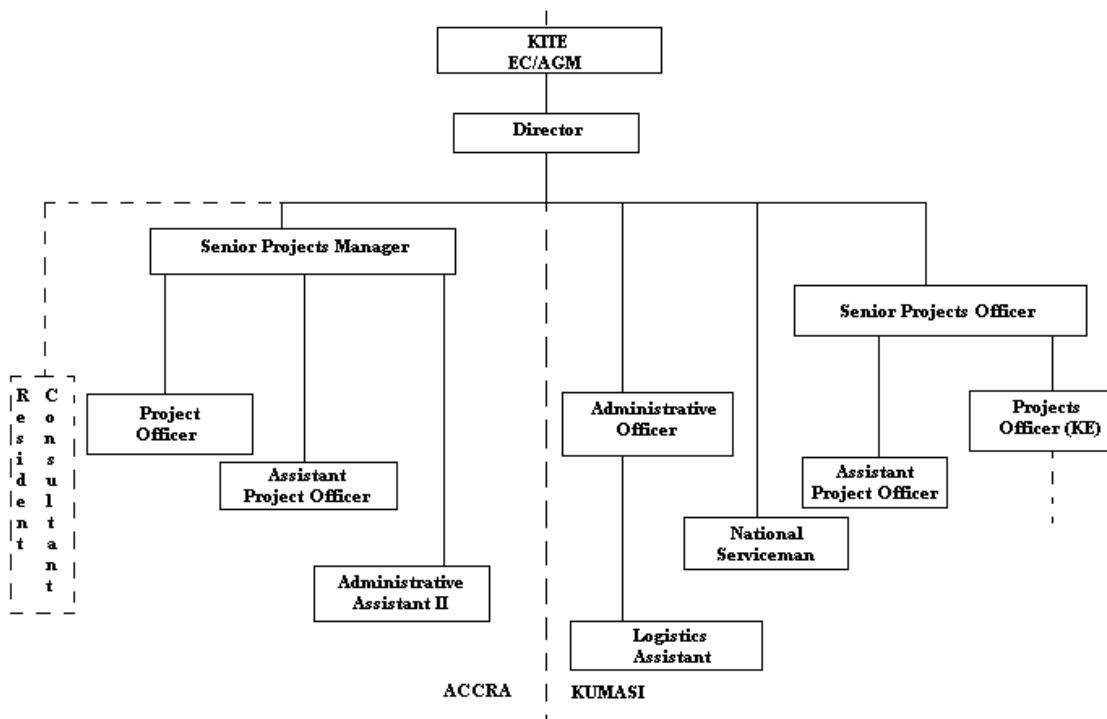 KITE
EC/AGM
Director
Senior Projects Manager
Senior Projects Officer
Resident
Consultant
Project
Officer
Administrative
Officer
Projects
Officer (KE)
Assistant
Project Officer
Assistant
Project Officer
National
Serviceman
Administrative
Assistant II
Logistics
Assistant
ACCRA
KUMASI